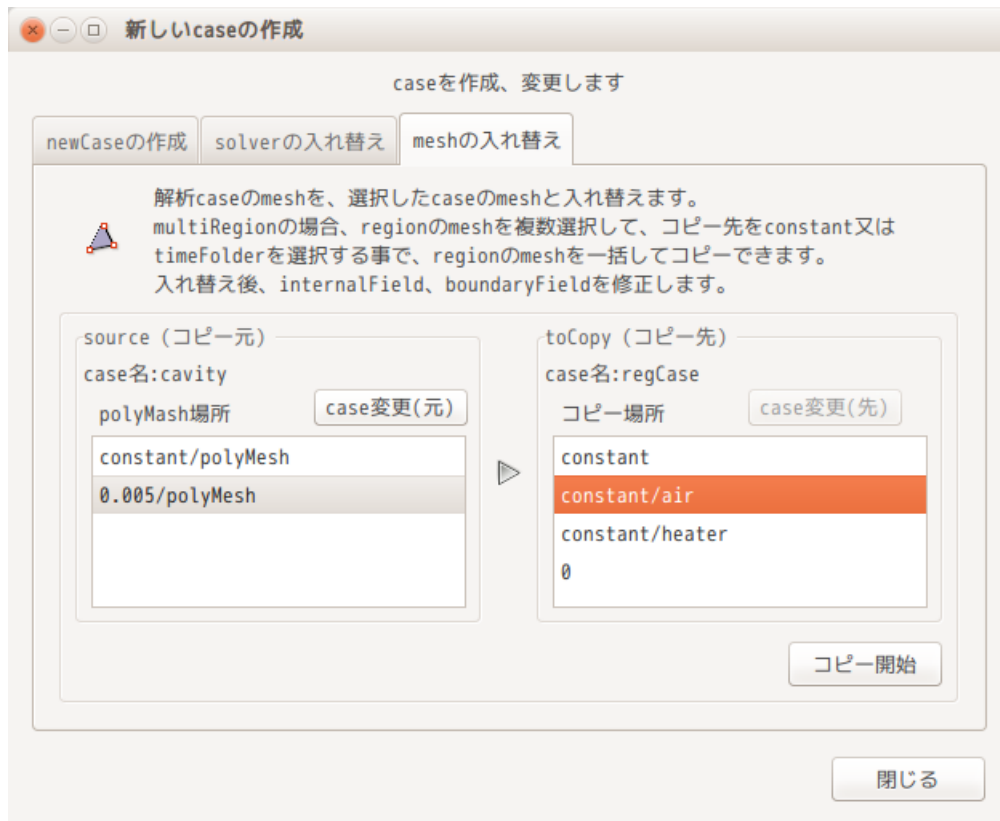 新しいcaseの作成
caseを作成、変更します
newCaseの作成
solverの入れ替え
meshの入れ替え
解析caseのmeshを、選択したcaseのmeshと入れ替えます。
multiRegionの場合、regionのmeshを複数選択して、コピー先をconstant又は
timeFolderを選択する事で、regionのmeshを一括してコピーできます。
入れ替え後、internalField、boundaryFieldを修正します。
source (コピー元)
case名:cavity
polyMash場所
case変更(元)
constant/polyMesh
0.005/polyMesh
toCopy (コピー先)
case名:regCase
コピー場所
case変更(先)
constant
constant/air
constant/heater
0
コピー開始
閉じる